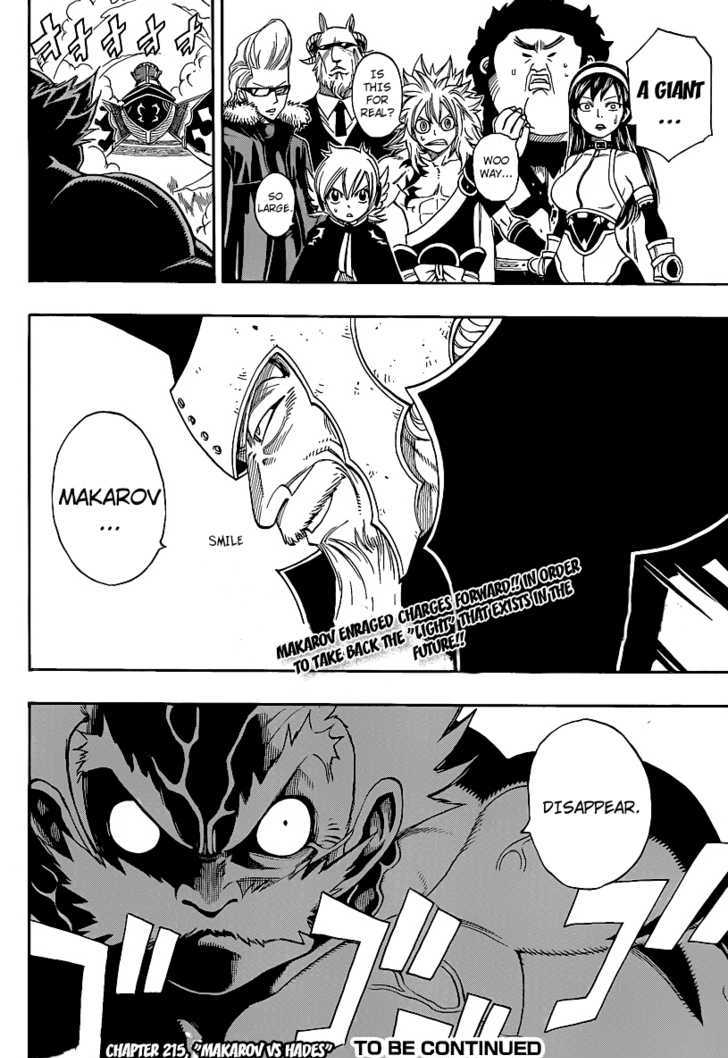 A GIANT
...
WOO
WAY...
IS
THIS
FOR
REAL?
SO
LARGE.
MAKAROV
...
SMILE
MAKAROV ENRAGED CHARGES FORWARD!! IN ORDER
TO TAKE BACK THE "LIGHT" THAT EXISTS IN THE
FUTURE!!
DISAPPEAR.
CHAPTER 215, "MAKAROV VS HADES"
TO BE CONTINUED